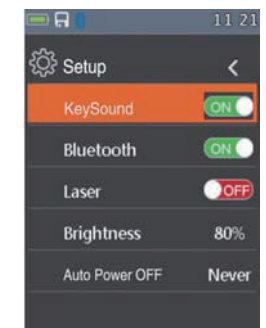 11 21
Setup <
KeySound ON
Bluetooth ON
Laser OFF
Brightness 80%
Auto Power OFF Never